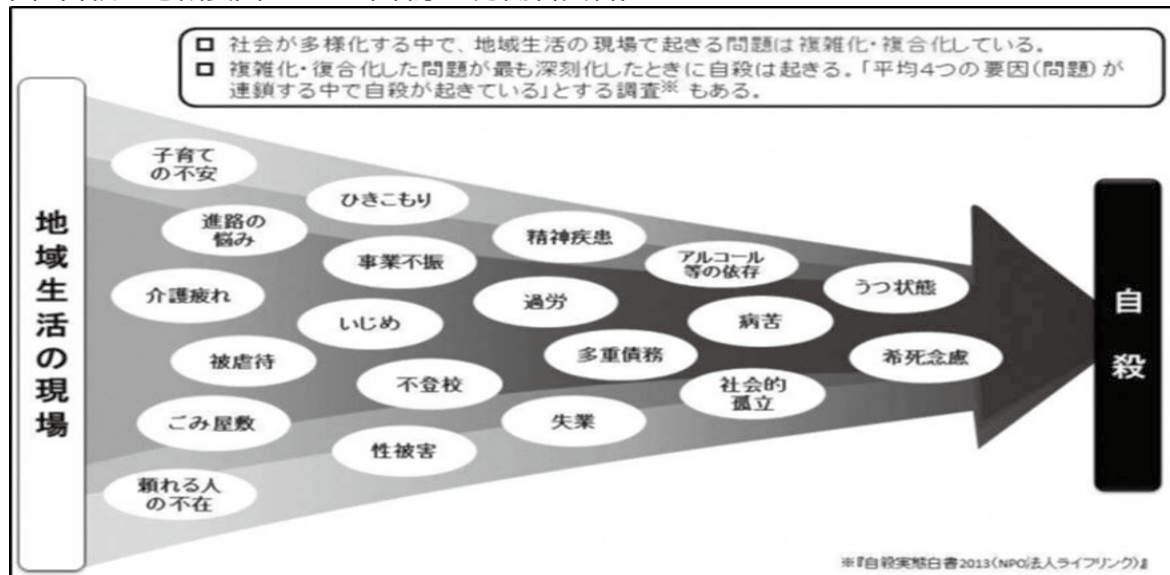 □ 社会が多様化する中で、地域生活の現場で起きる問題は複雑化・複合化している。
□ 複雑化・復合化した問題が最も深刻化したときに自殺は起きる。「平均4つの要因(問題)が
連鎖する中で自殺が起きている」とする調査※ もある。
地域生活の現場
子育て
の不安
ひきこもり
進路の
悩み
精神疾患
事業不振
アルコール
等の依存
うつ状態
介護疲れ
過労
いじめ
病苦
自殺
被虐待
多重債務
希死念慮
不登校
社会的
孤立
ごみ屋敷
失業
性被害
頼れる人
の不在
※『自殺実態白書2013(NPO法人ライフリンク)』